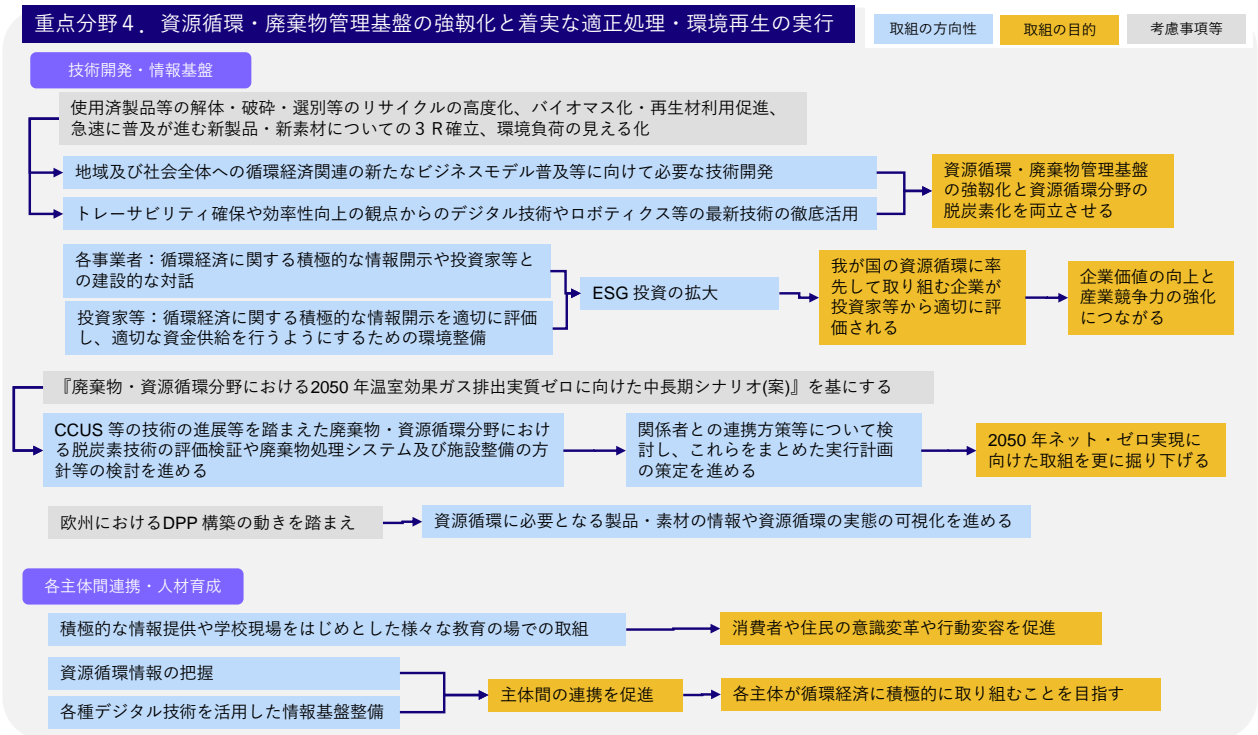 重点分野４．資源循環・廃棄物管理基盤の強靱化と着実な適正処理・環境再生の実行
取組の方向性
取組の目的
考慮事項等
技術開発・情報基盤
使用済製品等の解体・破砕・選別等のリサイクルの高度化、バイオマス化・再生材利用促進、
急速に普及が進む新製品・新素材についての３Ｒ確立、環境負荷の見える化
地域及び社会全体への循環経済関連の新たなビジネスモデル普及等に向けて必要な技術開発
トレーサビリティ確保や効率性向上の観点からのデジタル技術やロボティクス等の最新技術の徹底活用
資源循環・廃棄物管理基盤
の強靱化と資源循環分野の
脱炭素化を両立させる
各事業者：循環経済に関する積極的な情報開示や投資家等と
の建設的な対話
投資家等：循環経済に関する積極的な情報開示を適切に評価
し、適切な資金供給を行うようにするための環境整備
ESG 投資の拡大
我が国の資源循環に率
先して取り組む企業が
投資家等から適切に評
価される
企業価値の向上と
産業競争力の強化
につながる
『廃棄物・資源循環分野における2050 年温室効果ガス排出実質ゼロに向けた中長期シナリオ(案)』を基にする
CCUS 等の技術の進展等を踏まえた廃棄物・資源循環分野におけ
る脱炭素技術の評価検証や廃棄物処理システム及び施設整備の方
針等の検討を進める
関係者との連携方策等について検
討し、これらをまとめた実行計画
の策定を進める
2050 年ネット・ゼロ実現に
向けた取組を更に掘り下げる
欧州におけるDPP 構築の動きを踏まえ
資源循環に必要となる製品・素材の情報や資源循環の実態の可視化を進める
各主体間連携・人材育成
積極的な情報提供や学校現場をはじめとした様々な教育の場での取組
消費者や住民の意識変革や行動変容を促進
資源循環情報の把握
各種デジタル技術を活用した情報基盤整備
主体間の連携を促進
各主体が循環経済に積極的に取り組むことを目指す